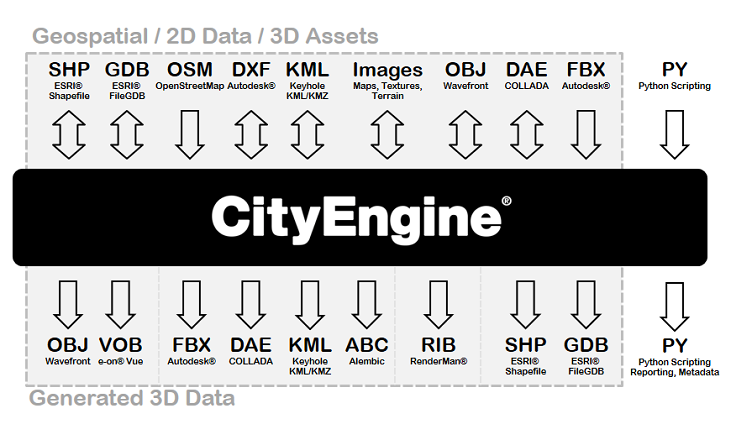 Geospatial / 2D Data / 3D Assets
SHP GDB OSM DXF KML Images OBJ DAE FBX PY
ESRI® ESRI® OpenStreetMap Autodesk® Keyhole Maps, Textures, Wavefront COLLADA Autodesk® Python Scripting
Shapefile FileGDB KML/KMZ Terrain
CityEngine®
OBJ VOB FBX DAE KML ABC RIB SHP GDB PY
Wavefront e-on® Vue Autodesk® COLLADA Keyhole Alembic RenderMan® ESRI® ESRI® Python Scripting
KML/KMZ Shapefile FileGDB Reporting, Metadata
Generated 3D Data